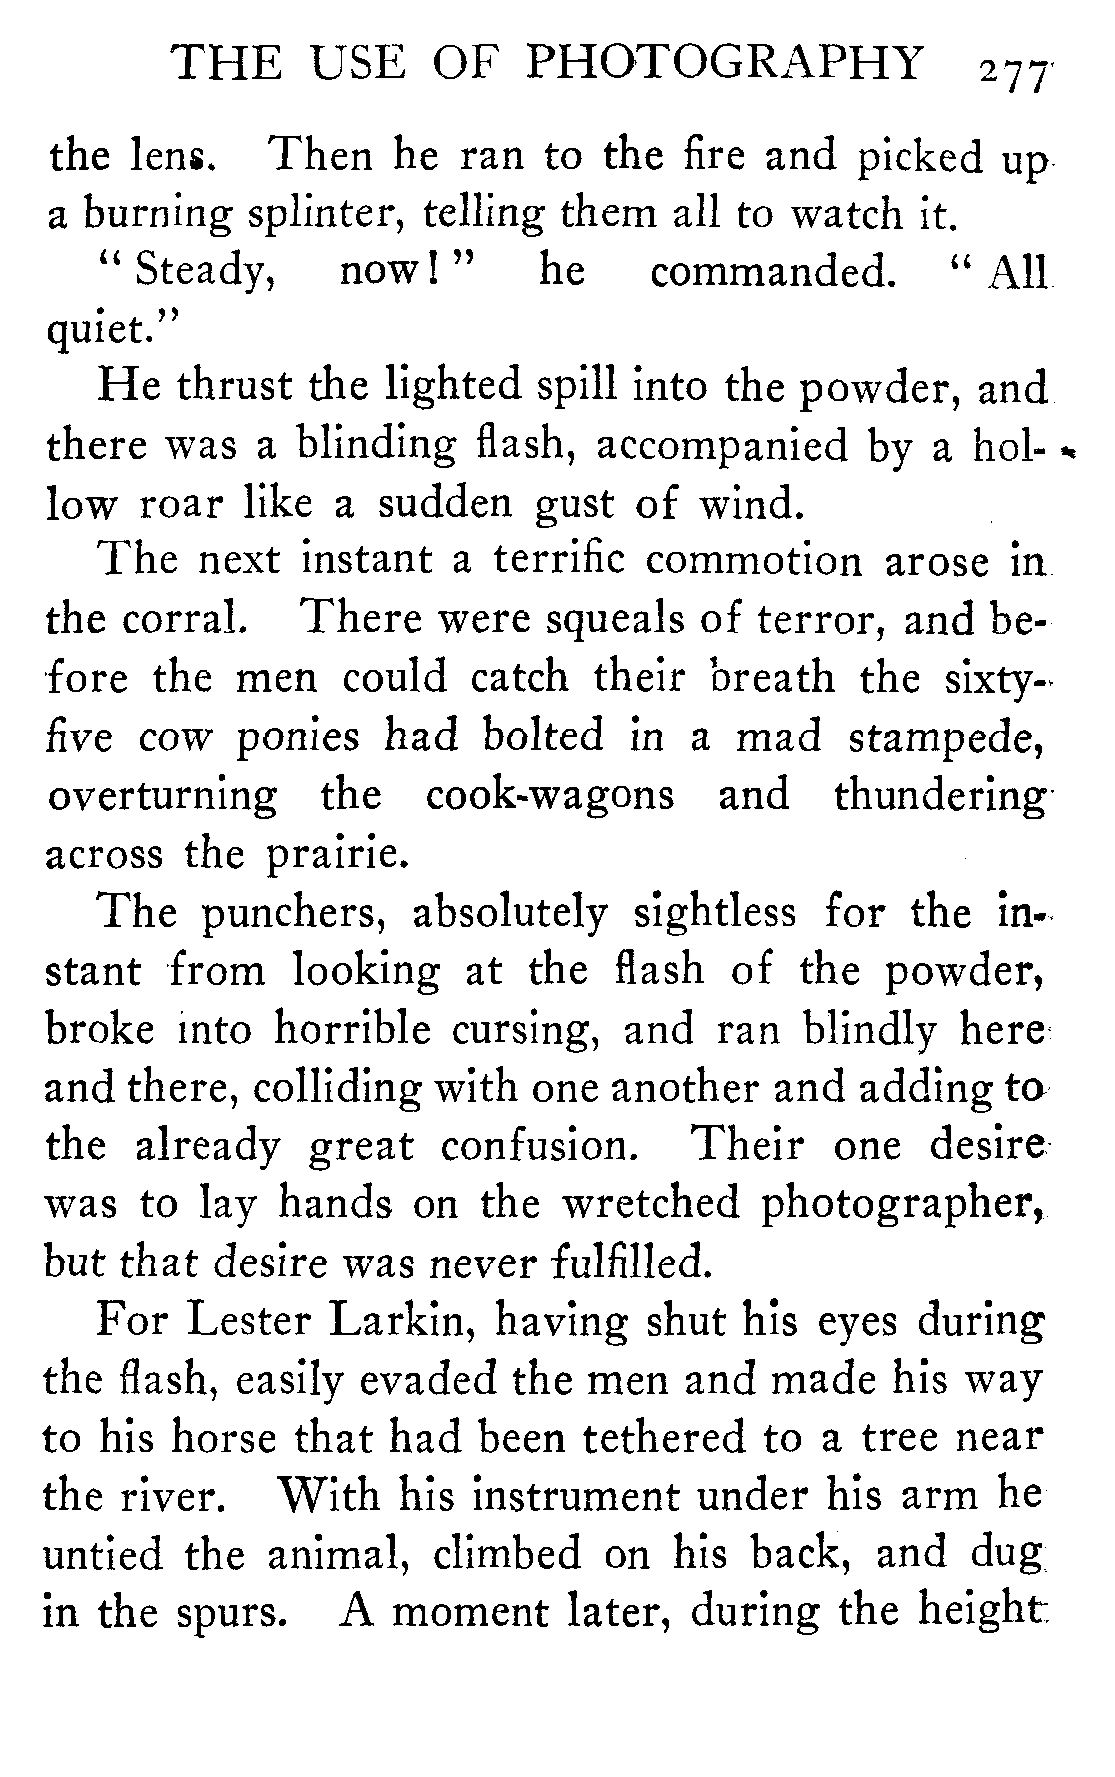 THE USE OF PHOTOGRAPHY 277
the lens. Then he ran to the fire and picked up
a burning splinter, telling them all to watch it.
“ Steady, now! ” he commanded. “ All
quiet.”
He thrust the lighted spill into the powder, and
there was a blinding flash, accompanied by a hol-
low roar like a sudden gust of wind.
The next instant a terrific commotion arose in
the corral. There were squeals of terror, and be-
fore the men could catch their breath the sixty-
five cow ponies had bolted in a mad stampede,
overturning the cook-wagons and thundering
across the prairie.
The punchers, absolutely sightless for the in-
stant from looking at the flash of the powder,
broke into horrible cursing, and ran blindly here
and there, colliding with one another and adding to
the already great confusion. Their one desire
was to lay hands on the wretched photographer,
but that desire was never fulfilled.
For Lester Larkin, having shut his eyes during
the flash, easily evaded the men and made his way
to his horse that had been tethered to a tree near
the river. With his instrument under his arm he
untied the animal, climbed on his back, and dug
in the spurs. A moment later, during the height